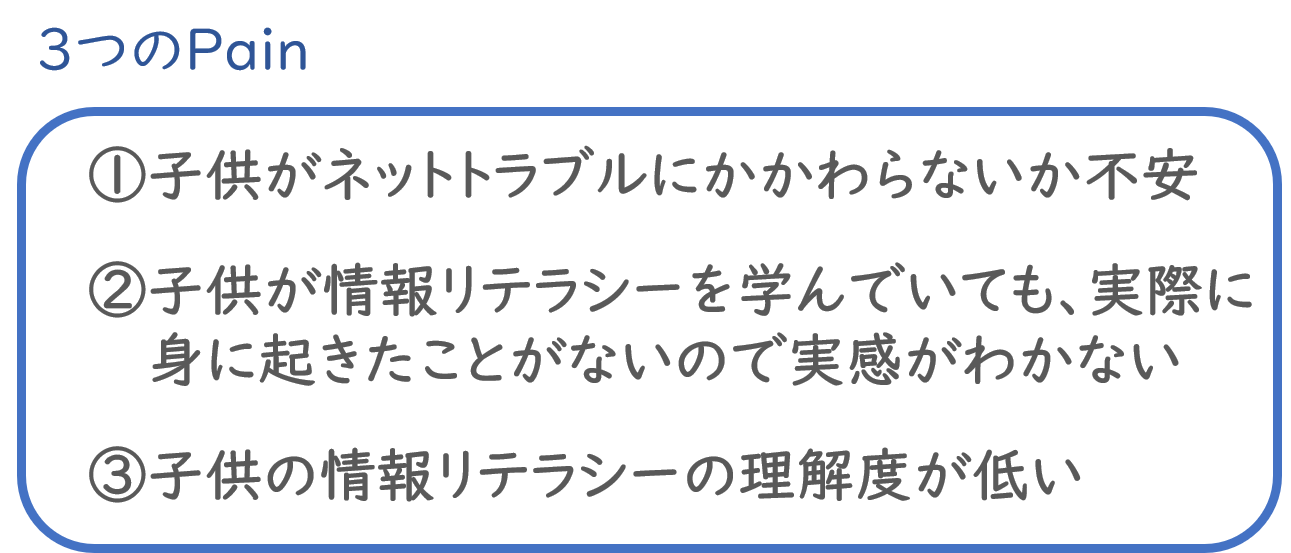 3つのPain
①子供がネットトラブルにかかわらないか不安
②子供が情報リテラシーを学んでいても、実際に
身に起きたことがないので実感がわかない
③子供の情報リテラシーの理解度が低い